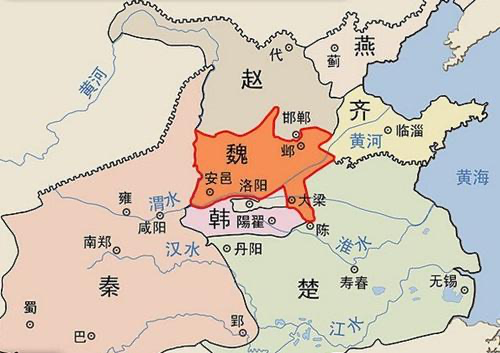 燕
代
蓟
赵
黄河
齐
邯郸
临淄
邺
黄河
魏
黄海
安邑
洛阳
雍
渭水
大梁
咸阳
韩
陽翟
陈
南郑
汉水
丹阳
淮水
秦
楚
寿春
无锡
蜀
巴
郢
江水